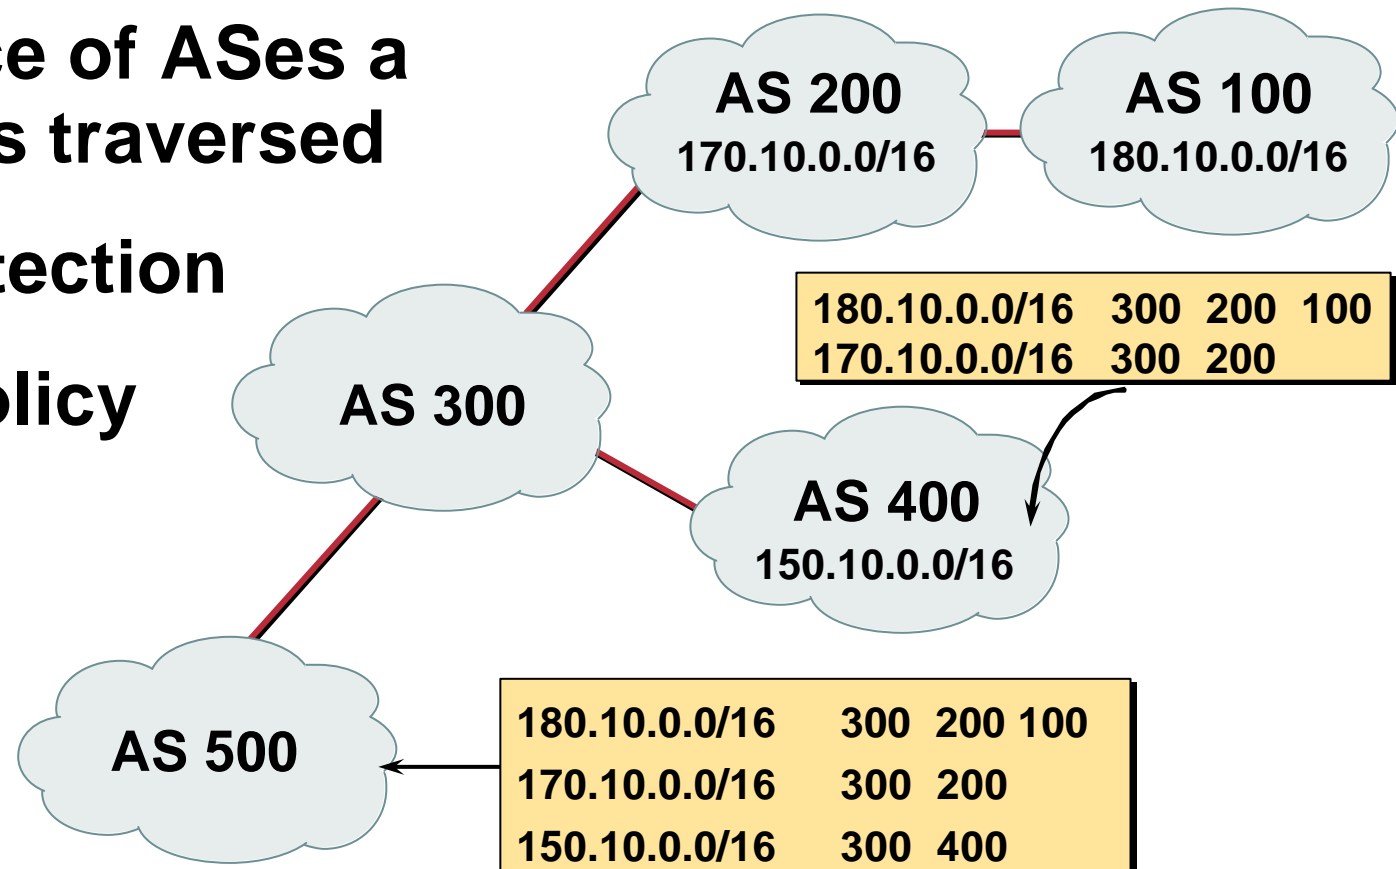 ce of ASes a
s traversed
tection
olicy
AS 200
170.10.0.0/16
AS 100
180.10.0.0/16
180.10.0.0/16 300 200 100
170.10.0.0/16 300 200
AS 300
AS 400
150.10.0.0/16
AS 500
180.10.0.0/16 300 200 100
170.10.0.0/16 300 200
150.10.0.0/16 300 400